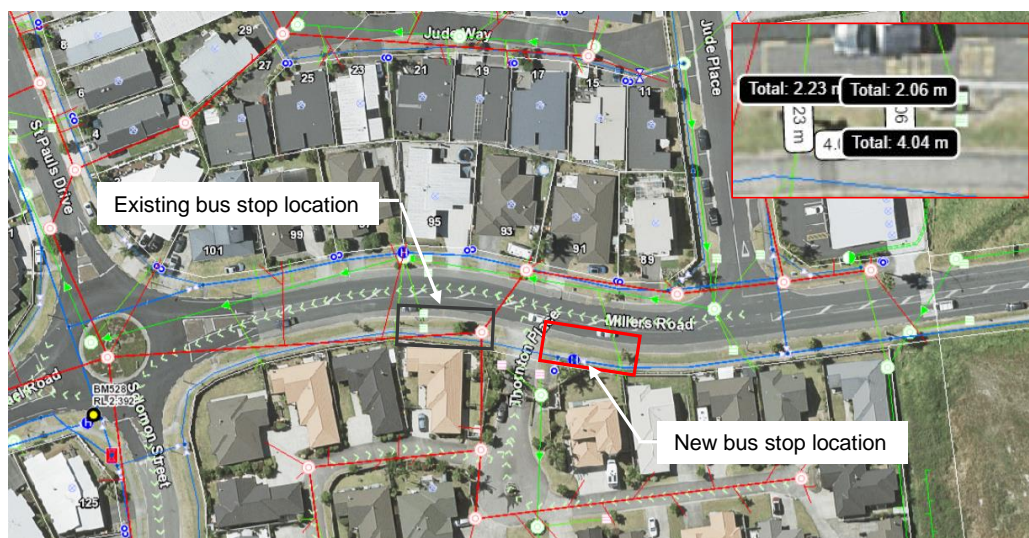 Jude Way
Jude Place
29
27
25
23
21
19
17
15
11
8
6
4
St Pauls Drive
Total: 2.23 m
Total: 2.06 m
Total: 4.04 m
Existing bus stop location
101
99
95
93
91
89
Millers Road
Thornton Place
BM528
RL2.392
Solomon Street
125
New bus stop location